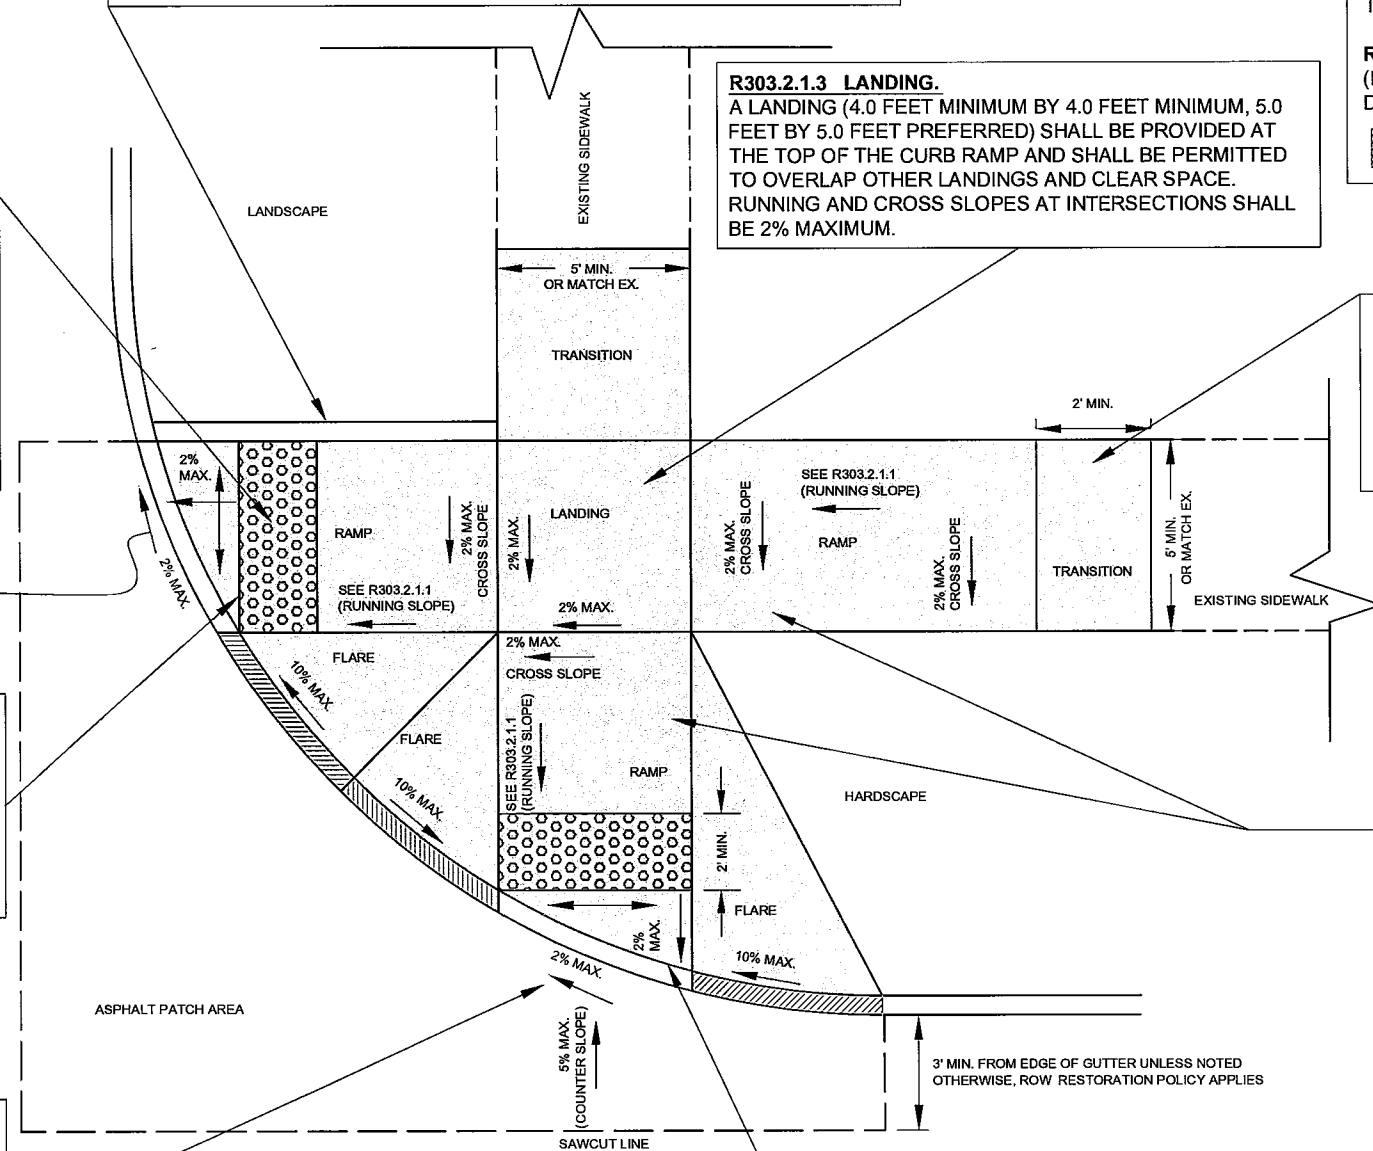 R303.2.1.3 LANDING.
A LANDING (4.0 FEET MINIMUM BY 4.0 FEET MINIMUM, 5.0
FEET BY 5.0 FEET PREFERRED) SHALL BE PROVIDED AT
THE TOP OF THE CURB RAMP AND SHALL BE PERMITTED
TO OVERLAP OTHER LANDINGS AND CLEAR SPACE.
RUNNING AND CROSS SLOPES AT INTERSECTIONS SHALL
BE 2% MAXIMUM.
EXISTING SIDEWALK
LANDSCAPE
5' MIN.
OR MATCH EX.
TRANSITION
2' MIN.
2%
MAX.
RAMP
2% MAX.
CROSS SLOPE
2% MAX.
LANDING
2% MAX.
CROSS SLOPE
SEE R303.2.1.1
(RUNNING SLOPE)
RAMP
2% MAX.
CROSS SLOPE
TRANSITION
5' MIN.
OR MATCH EX.
EXISTING SIDEWALK
2% MAX.
SEE R303.2.1.1
(RUNNING SLOPE)
2% MAX.
2% MAX.
CROSS SLOPE
FLARE
10% MAX.
FLARE
10% MAX.
SEE R303.2.1.1
(RUNNING SLOPE)
RAMP
HARDSCAPE
2' MIN.
FLARE
2%
MAX.
10% MAX.
2% MAX.
ASPHALT PATCH AREA
5% MAX.
(COUNTER SLOPE)
3' MIN. FROM EDGE OF GUTTER UNLESS NOTED
OTHERWISE, ROW RESTORATION POLICY APPLIES
SAWCUT LINE